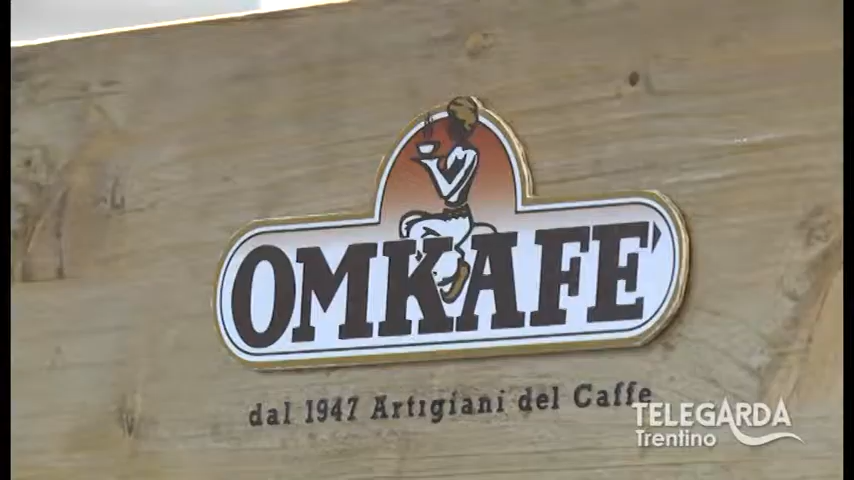 OMKAFE'
dal 1947 Artigiani del Caffe
TELEGARDA
Trentino